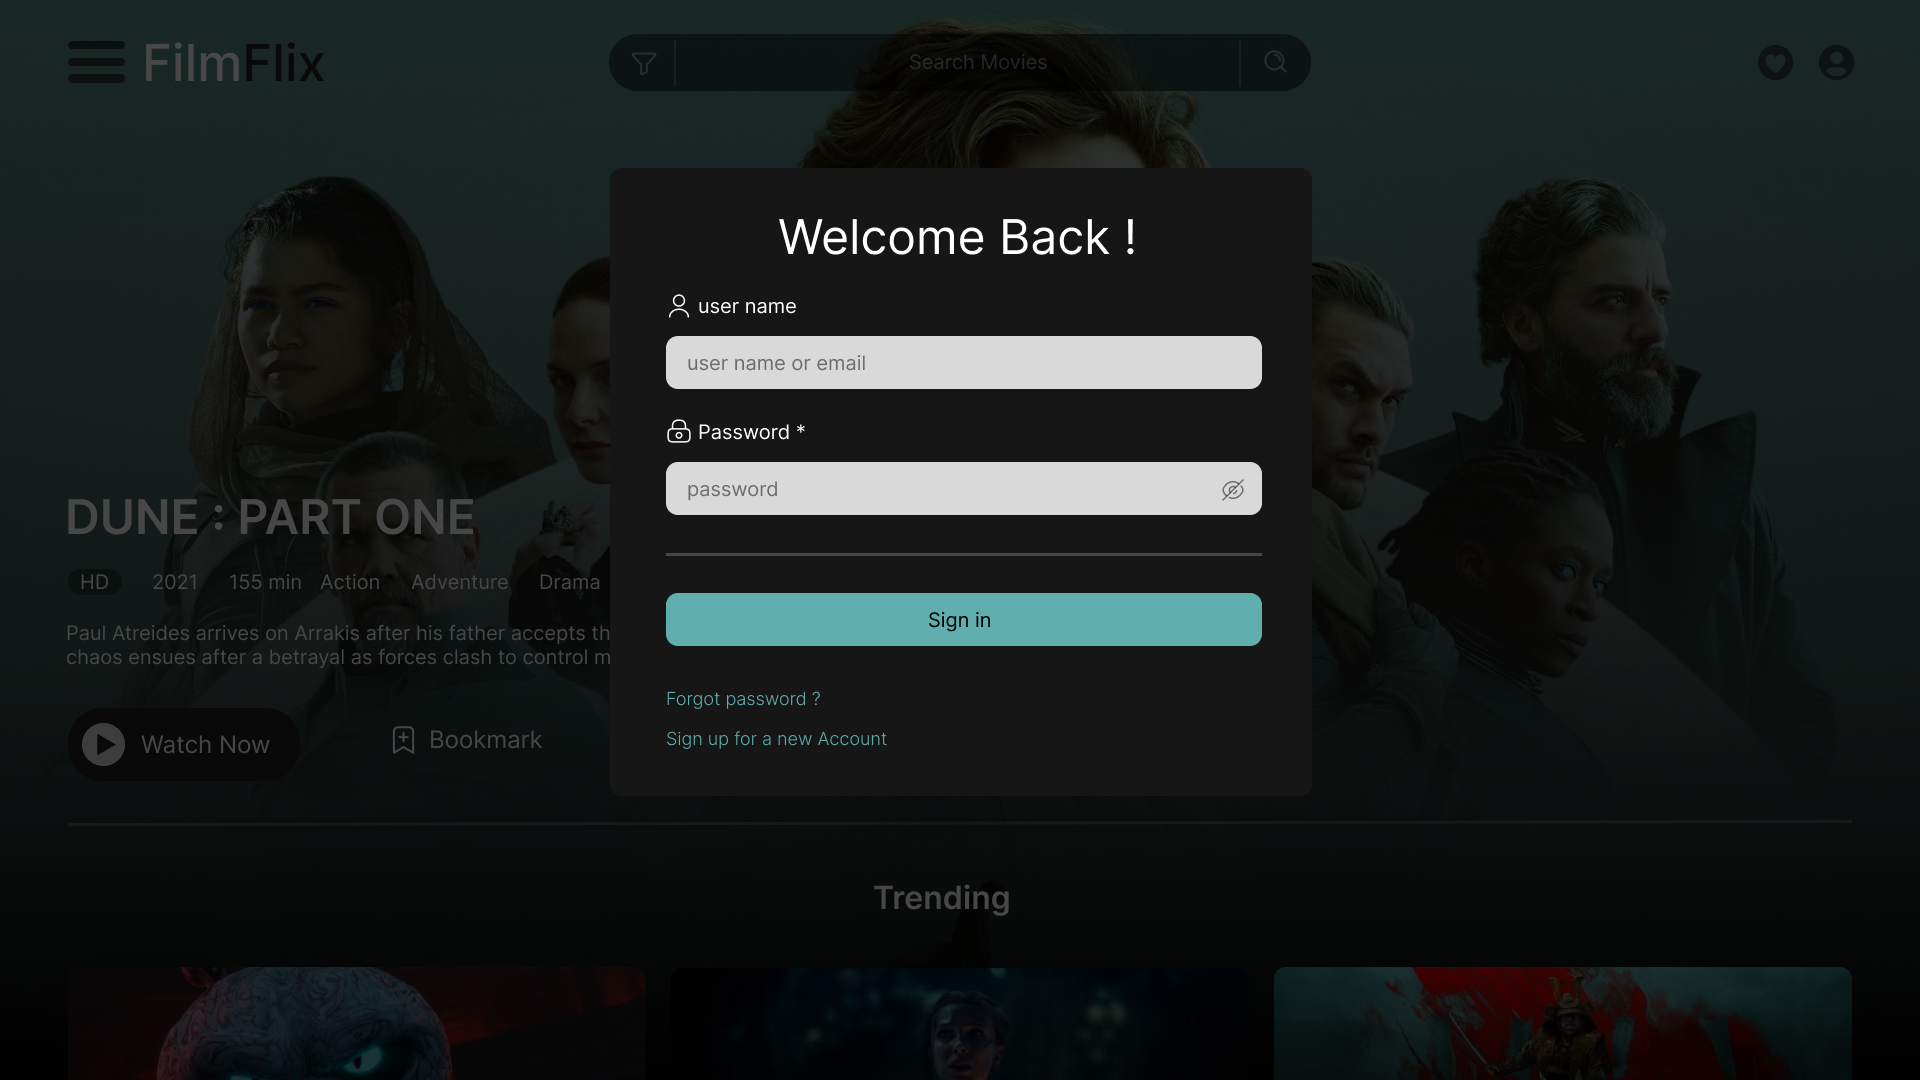 FilmFlix
Search Movies
Welcome Back !
user name
user name or email
Password *
password
Sign in
Forgot password ?
Sign up for a new Account
DUNE : PART ONE
HD 2021 155 min Action Adventure Drama
Paul Atreides arrives on Arrakis after his father accepts th
chaos ensues after a betrayal as forces clash to control m
Watch Now
Bookmark
Trending